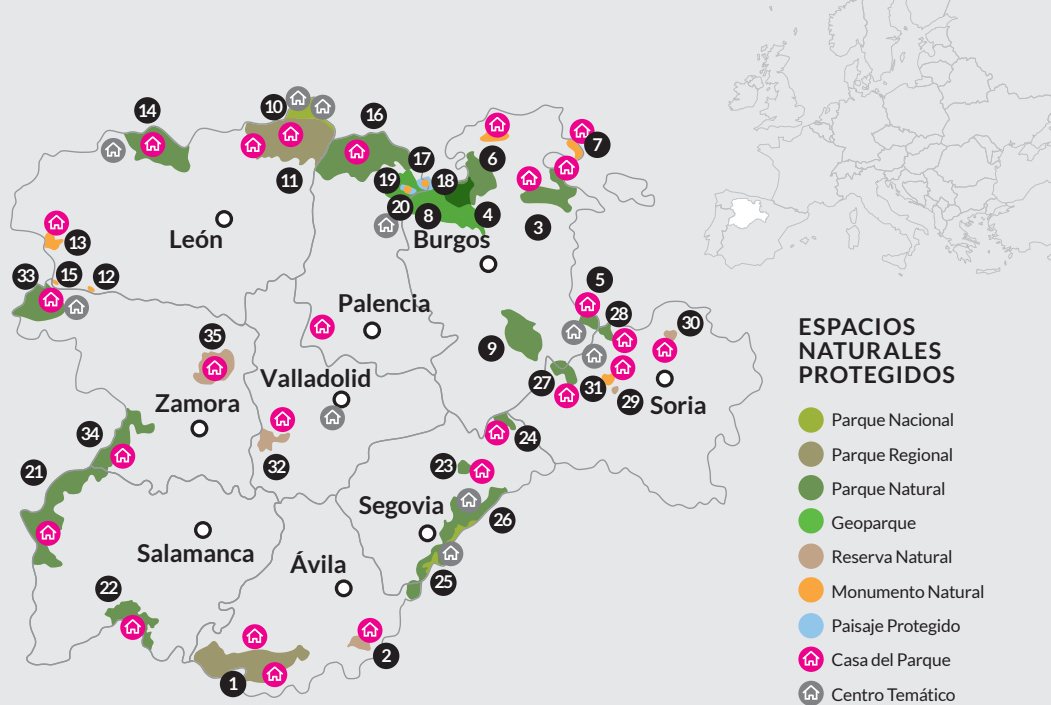 14
10
16
7
17
6
19
18
11
20
8
4
3
León
Burgos
13
33
15
12
5
28
30
Palencia
35
9
Valladolid
27
31
29
Soria
Zamora
34
24
32
21
23
Segovia
26
Salamanca
Ávila
25
22
2
1
ESPACIOS
NATURALES
PROTEGIDOS
Parque Nacional
Parque Regional
Parque Natural
Geoparque
Reserva Natural
Monumento Natural
Paisaje Protegido
Casa del Parque
Centro Temático